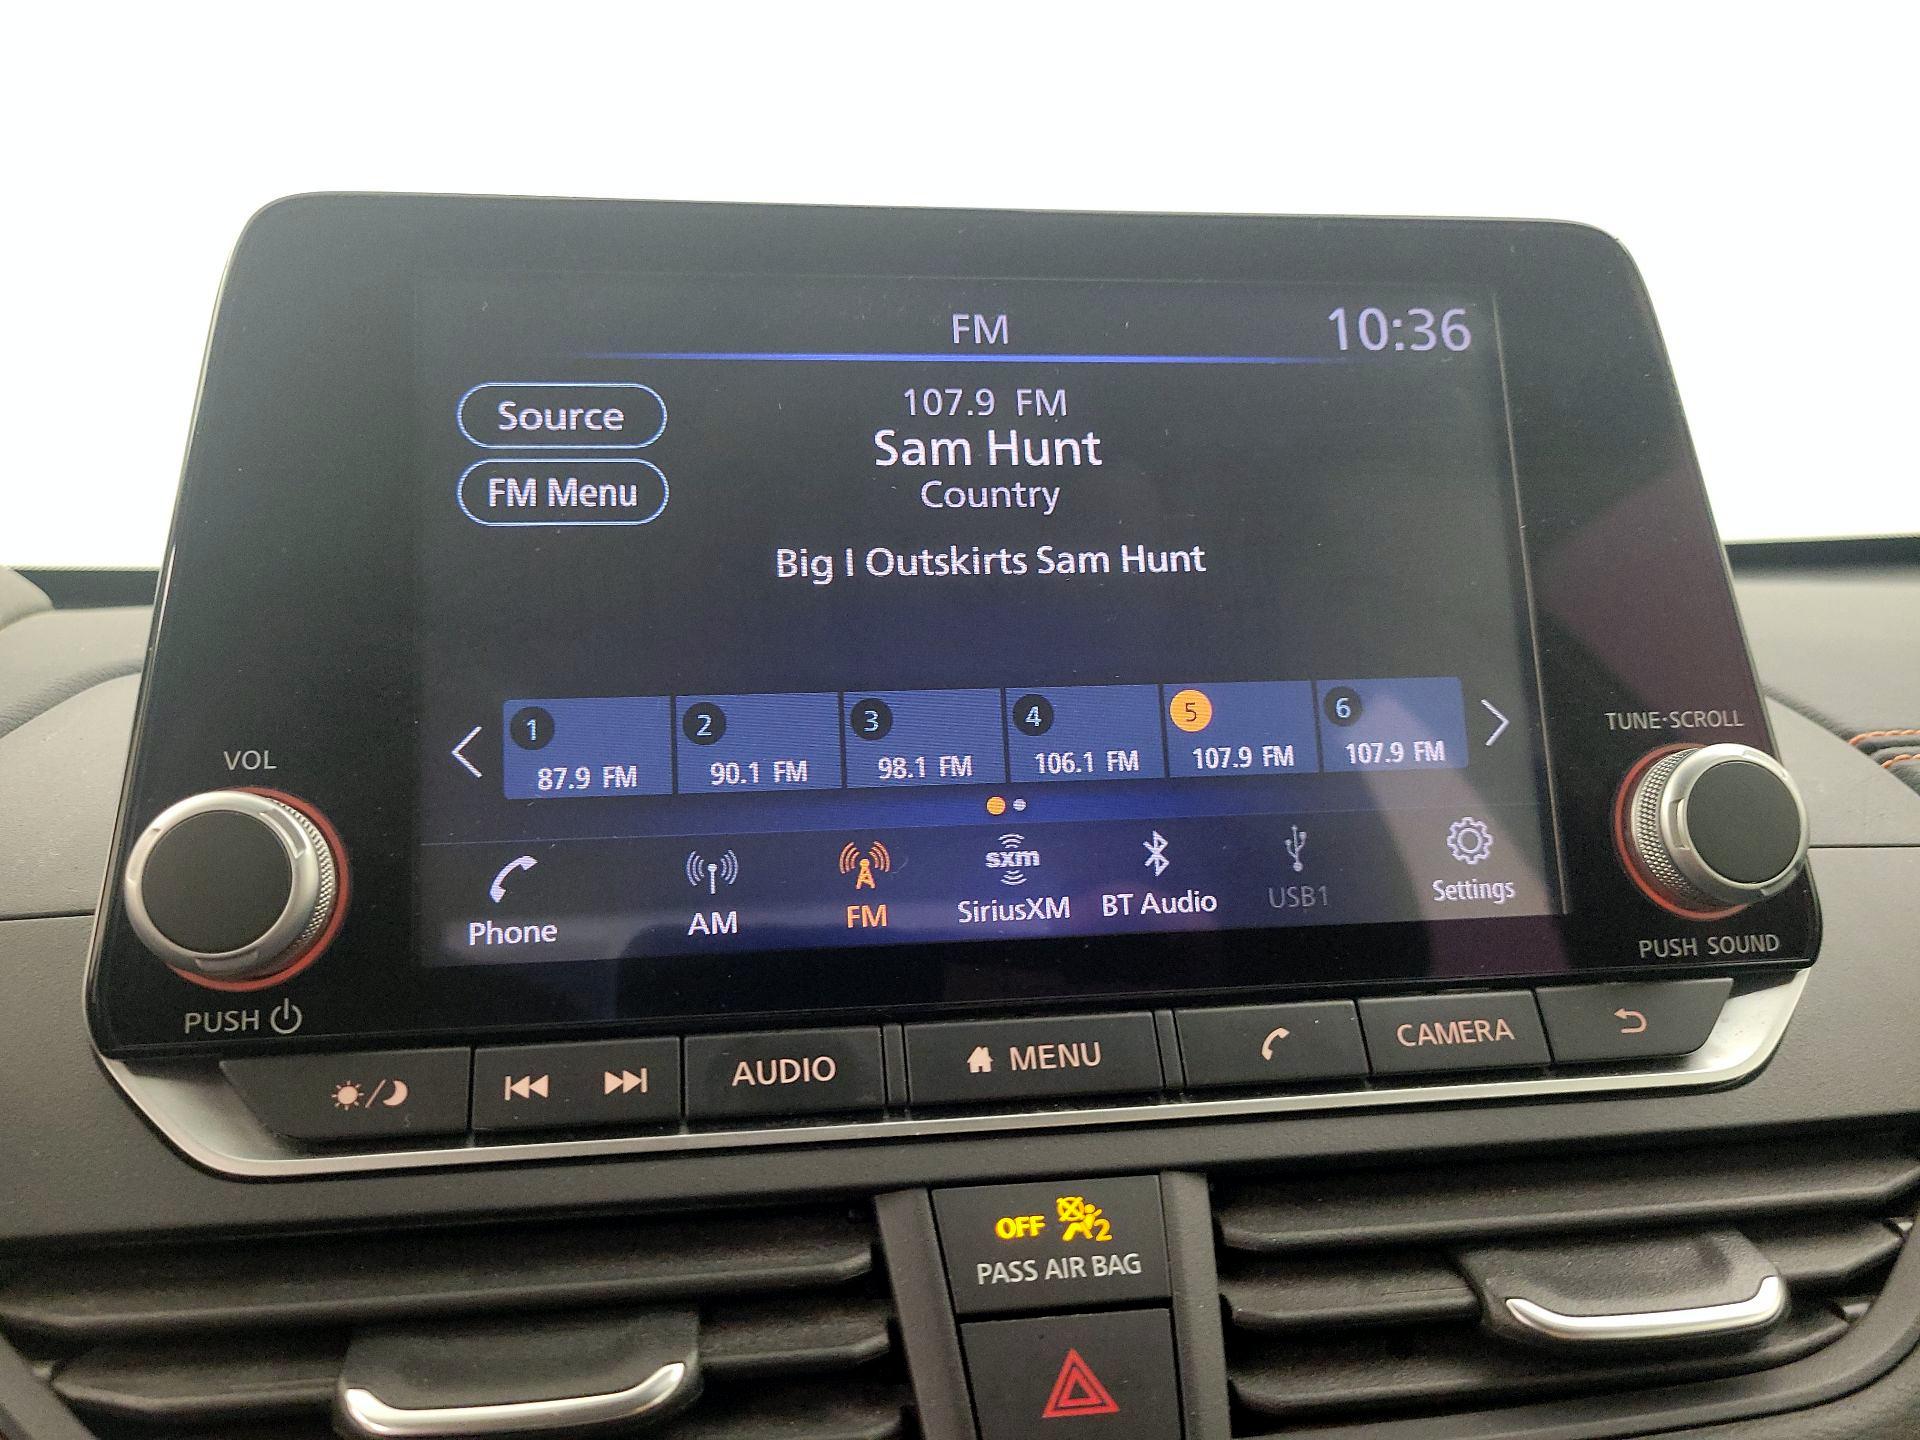 FM
10:36
Source
107.9 FM
Sam Hunt
FM Menu
Country
Big I Outskirts Sam Hunt
1
2
3
4
5
6
87.9 FM
90.1 FM
98.1 FM
106.1 FM
107.9 FM
107.9 FM
VOL
TUNE·SCROLL
sxm
Phone
AM
FM
SiriusXM
BT Audio
USB1
Settings
PUSH
PUSH SOUND
AUDIO
MENU
CAMERA
OFF 2
PASS AIR BAG